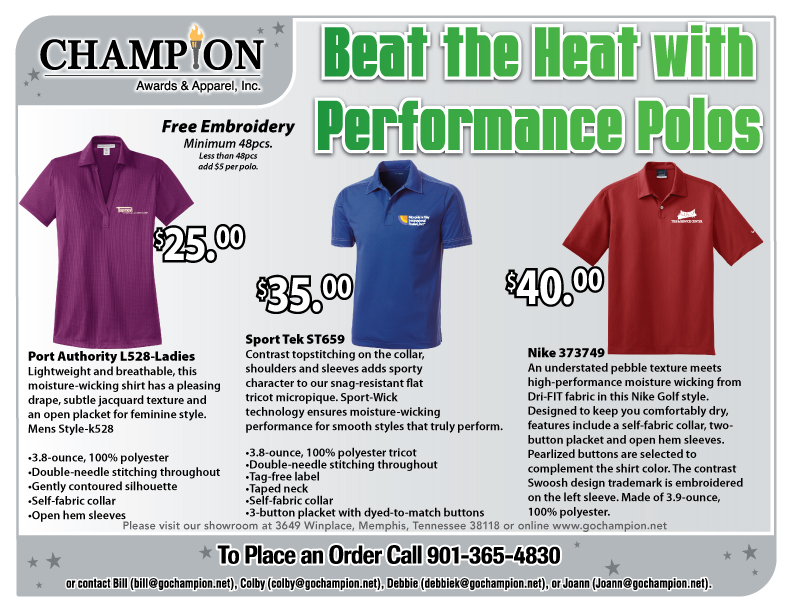 CHAMPION
Awards & Apparel, Inc.
Beat the Heat with
Performance Polos
Free Embroidery
Minimum 48pcs.
Less than 48pcs
add $5 per polo.
$25.00
$35.00
$40.00
Port Authority L528-Ladies
Lightweight and breathable, this
moisture-wicking shirt has a pleasing
drape, subtle jacquard texture and
an open placket for feminine style.
Mens Style-k528
•3.8-ounce, 100% polyester
•Double-needle stitching throughout
•Gently contoured silhouette
•Self-fabric collar
•Open hem sleeves
Sport Tek ST659
Contrast topstitching on the collar,
shoulders and sleeves adds sporty
character to our snag-resistant flat
tricot micropique. Sport-Wick
technology ensures moisture-wicking
performance for smooth styles that truly perform.
•3.8-ounce, 100% polyester tricot
•Double-needle stitching throughout
•Tag-free label
•Taped neck
•Self-fabric collar
•3-button placket with dyed-to-match buttons
Nike 373749
An understated pebble texture meets
high-performance moisture wicking from
Dri-FIT fabric in this Nike Golf style.
Designed to keep you comfortably dry,
features include a self-fabric collar, two-
button placket and open hem sleeves.
Pearlized buttons are selected to
complement the shirt color. The contrast
Swoosh design trademark is embroidered
on the left sleeve. Made of 3.9-ounce,
100% polyester.
Please visit our showroom at 3649 Winplace, Memphis, Tennessee 38118 or online www.gochampion.net
To Place an Order Call 901-365-4830
or contact Bill (bill@gochampion.net), Colby (colby@gochampion.net), Debbie (debbiek@gochampion.net), or Joann (Joann@gochampion.net).